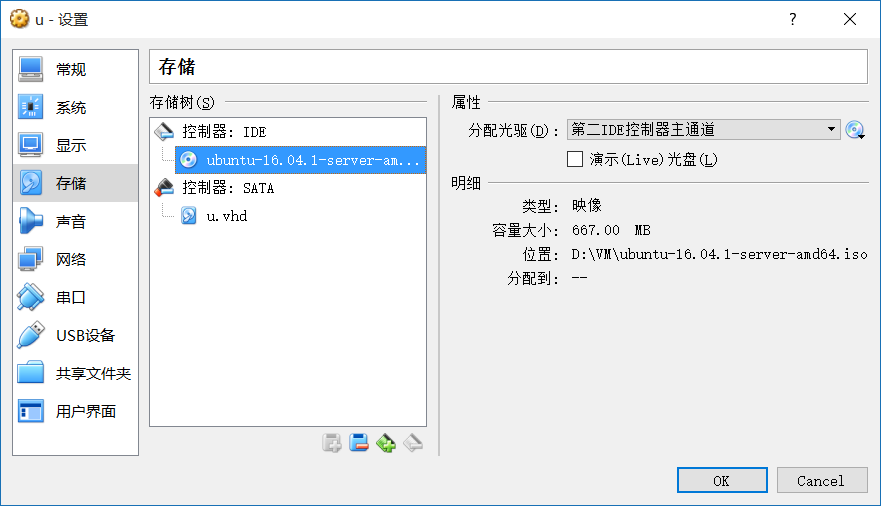 u - 设置
?
常规
系统
显示
存储
声音
网络
串口
USB设备
共享文件夹
用户界面
存储
存储树(S)
控制器: IDE
ubuntu-16.04.1-server-am...
控制器: SATA
u.vhd
属性
分配光驱(D): 第二IDE控制器主通道
演示(Live)光盘(L)
明细
类型: 映像
容量大小: 667.00 MB
位置: D:\VM\ubuntu-16.04.1-server-amd64.iso
分配到: --
OK
Cancel